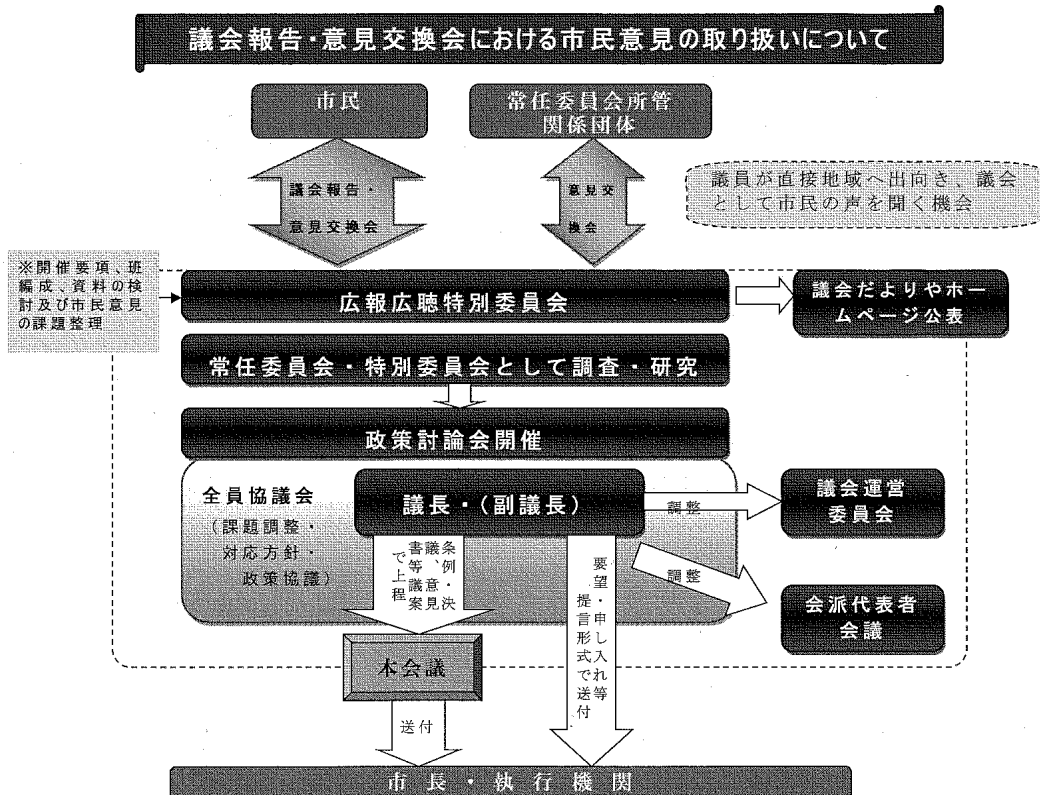 議会報告・意見交換会における市民意見の取り扱いについて
市民
常任委員会所管
関係団体
議会報告・
意見交換会
意見交
換会
議員が直接地域へ出向き、議会
として市民の声を聞く機会
※開催要項、班
編成、資料の検
討及び市民意見
の課題整理
広報広聴特別委員会
議会だよりやホー
ムページ公表
常任委員会・特別委員会として調査・研究
政策討論会開催
全員協議会
（課題調整・
対応方針・
政策協議）
議長・（副議長）
調整
議会運営
委員会
調整
会派代表者
会議
条例・決
議、意見
書等議案
で上程
要望・申し入れ等
提言形式で送付
本会議
送付
市長・執行機関